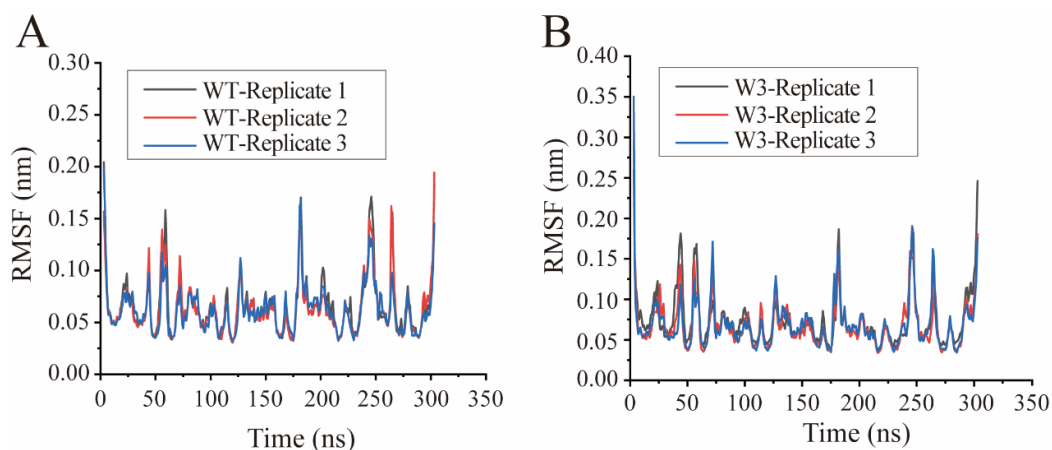 A
RMSF (nm)
0.30
0.25
0.20
0.15
0.10
0.05
0.00
WT-Replicate 1
WT-Replicate 2
WT-Replicate 3
0 50 100 150 200 250 300 350
Time (ns)
B
RMSF (nm)
0.40
0.35
0.30
0.25
0.20
0.15
0.10
0.05
0.00
W3-Replicate 1
W3-Replicate 2
W3-Replicate 3
0 50 100 150 200 250 300 350
Time (ns)